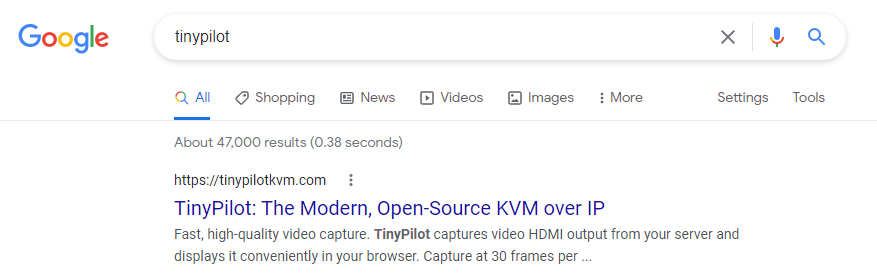 Google
tinypilot
All Shopping News Videos Images More Settings Tools
About 47,000 results (0.38 seconds)
https://tinypilotkvm.com
TinyPilot: The Modern, Open-Source KVM over IP
Fast, high-quality video capture. TinyPilot captures video HDMI output from your server and
displays it conveniently in your browser. Capture at 30 frames per ...